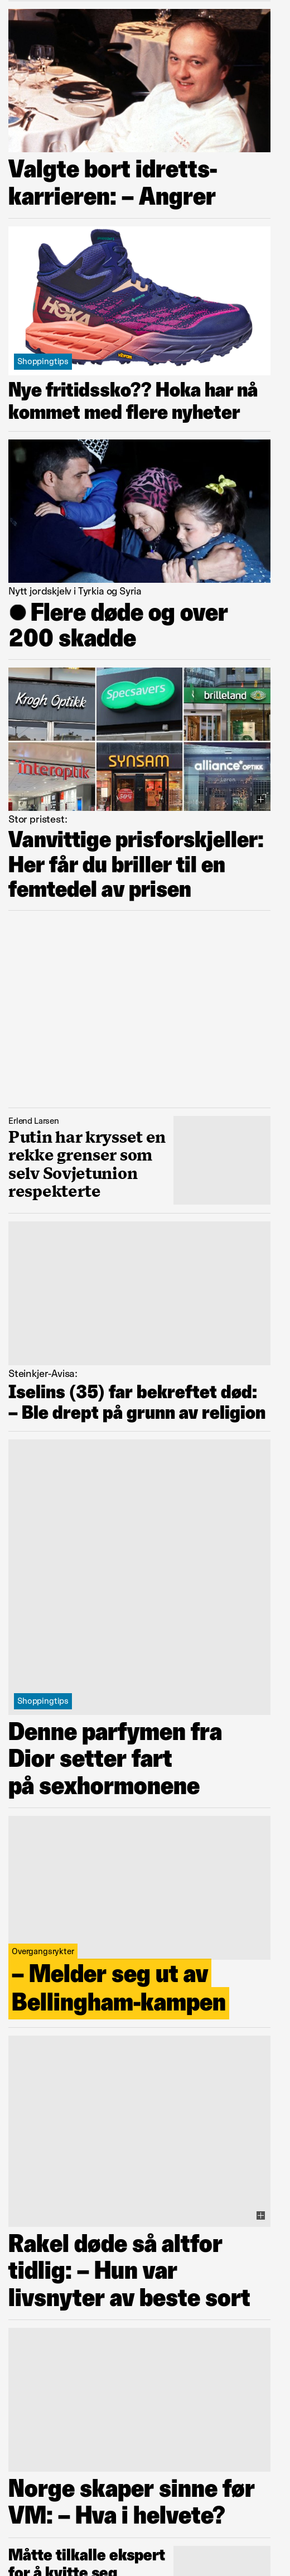 Valgte bort idretts-
karrieren: – Angrer
HOKA
vibram
Shoppingtips
Nye fritidssko?? Hoka har nå
kommet med flere nyheter
Nytt jordskjelv i Tyrkia og Syria
● Flere døde og over
200 skadde
Krogh Optikk
Specsavers
brilleland
interoptik
SYNSAM
alliance OPTIKK
Stor pristest:
Vanvittige prisforskjeller:
Her får du briller til en
femtedel av prisen
Erlend Larsen
Putin har krysset en
rekke grenser som
selv Sovjetunion
respekterte
Steinkjer-Avisa:
Iselins (35) far bekreftet død:
– Ble drept på grunn av religion
Shoppingtips
Denne parfymen fra
Dior setter fart
på sexhormonene
Overgangsrykter
– Melder seg ut av
Bellingham-kampen
Rakel døde så altfor
tidlig: – Hun var
livsnyter av beste sort
Norge skaper sinne før
VM: – Hva i helvete?
Måtte tilkalle ekspert
for å kvitte seg